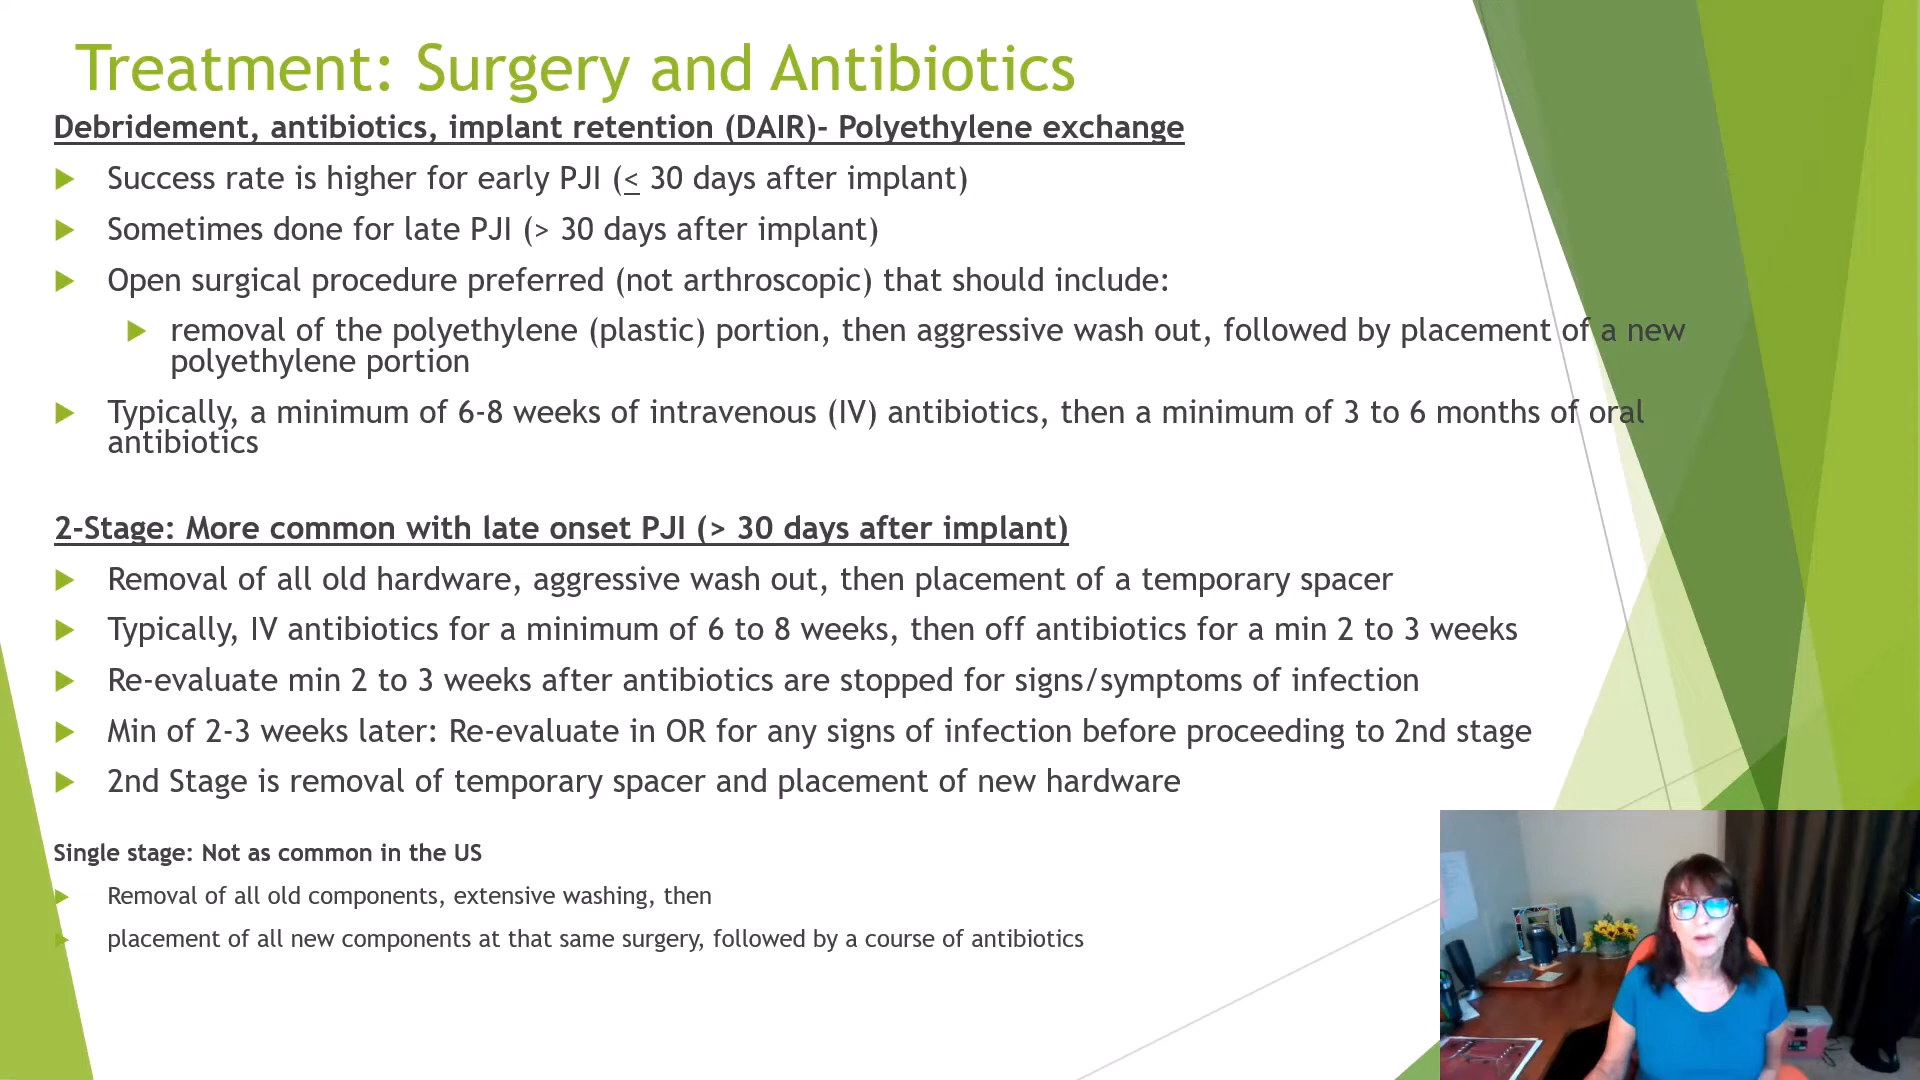 Treatment: Surgery and Antibiotics
Debridement, antibiotics, implant retention (DAIR)- Polyethylene exchange
Success rate is higher for early PJI (< 30 days after implant)
Sometimes done for late PJI (> 30 days after implant)
Open surgical procedure preferred (not arthroscopic) that should include:
removal of the polyethylene (plastic) portion, then aggressive wash out, followed by placement of a new
polyethylene portion
Typically, a minimum of 6-8 weeks of intravenous (IV) antibiotics, then a minimum of 3 to 6 months of oral
antibiotics
2-Stage: More common with late onset PJI (> 30 days after implant)
Removal of all old hardware, aggressive wash out, then placement of a temporary spacer
Typically, IV antibiotics for a minimum of 6 to 8 weeks, then off antibiotics for a min 2 to 3 weeks
Re-evaluate min 2 to 3 weeks after antibiotics are stopped for signs/symptoms of infection
Min of 2-3 weeks later: Re-evaluate in OR for any signs of infection before proceeding to 2nd stage
2nd Stage is removal of temporary spacer and placement of new hardware
Single stage: Not as common in the US
Removal of all old components, extensive washing, then
placement of all new components at that same surgery, followed by a course of antibiotics